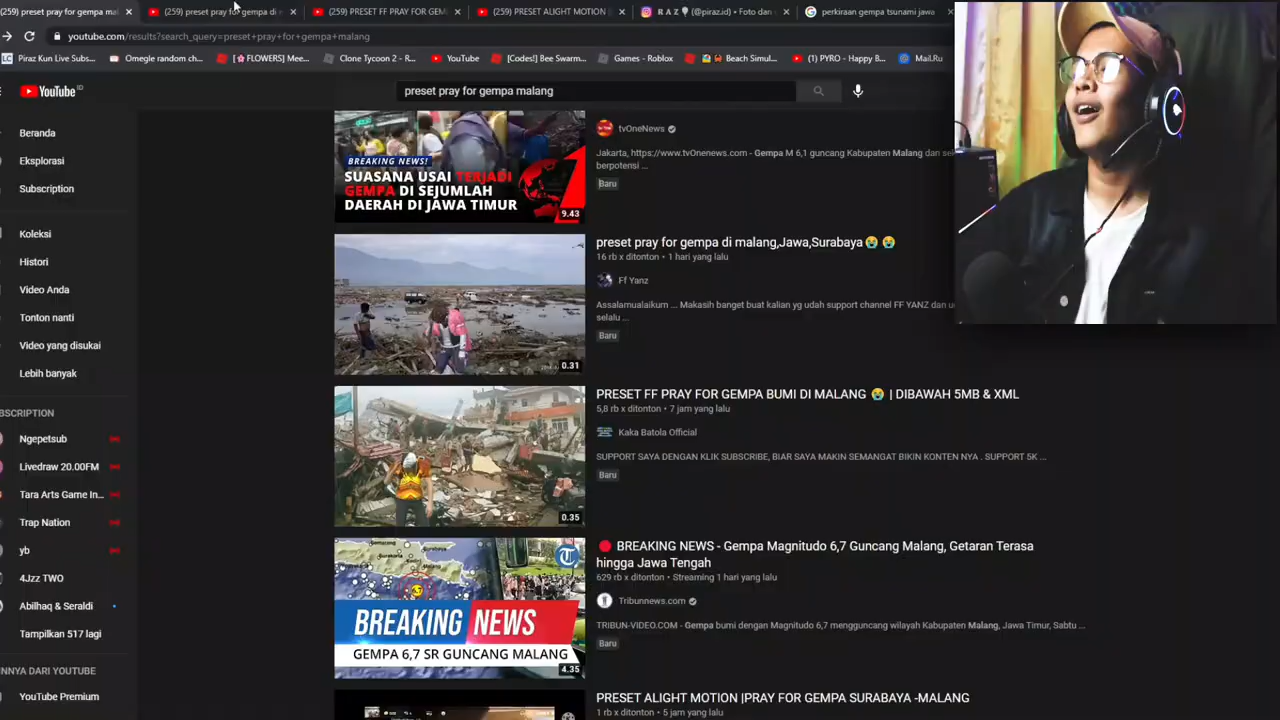 (259) preset pray for gempa mal
(259) preset pray for gempa di
(259) PRESET FF PRAY FOR GEM
(259) PRESET ALIGHT MOTION
(@piraz.id) • Foto dan
perkiraan gempa tsunami jawa
youtube.com/results?search_query=preset+pray+for+gempa+malang
Piraz Kun Live Subs...
Omegle random ch...
FLOWERS] Mee...
Clone Tycoon 2 - R...
YouTube
[Codes!] Bee Swarm...
Games - Roblox
Beach Simul...
(1) PYRO - Happy B...
Mail.Ru
YouTube ID
preset pray for gempa malang
Beranda
Eksplorasi
Subscription
Koleksi
Histori
Video Anda
Tonton nanti
Video yang disukai
Lebih banyak
BSCRIPTION
Ngepetsub
Livedraw 20.00FM
Tara Arts Game In...
Trap Nation
yb
4.Jzz TWO
Abilhaq & Seraldi
Tampilkan 517 lagi
INNYA DARI YOUTUBE
YouTube Premium
BREAKING NEWS!
SUASANA USAI TERJADI
GEMPA DI SEJUMLAH
DAERAH DI JAWA TIMUR
9.43
tvOneNews
Jakarta, https://www.tvOnenews.com - Gempa M 6,1 guncang Kabupaten Malang dan se
berpotensi ...
Baru
0.31
preset pray for gempa di malang,Jawa,Surabaya😭 😭
16 rb x ditonton • 1 hari yang lalu
Ff Yanz
Assalamualaikum ... Makasih banget buat kalian yg udah support channel FF YANZ dan
selalu ...
Baru
0.35
PRESET FF PRAY FOR GEMPA BUMI DI MALANG 😭 | DIBAWAH 5MB & XML
5,8 rb x ditonton • 7 jam yang lalu
Kaka Batola Official
SUPPORT SAYA DENGAN KLIK SUBSCRIBE, BIAR SAYA MAKIN SEMANGAT BIKIN KONTEN NYA . SUPPORT 5K ...
Baru
BREAKING NEWS
GEMPA 6,7 SR GUNCANG MALANG
4.35
🔴 BREAKING NEWS - Gempa Magnitudo 6,7 Guncang Malang, Getaran Terasa
hingga Jawa Tengah
629 rb x ditonton • Streaming 1 hari yang lalu
Tribunnews.com
TRIBUN-VIDEO.COM - Gempa bumi dengan Magnitudo 6,7 mengguncang wilayah Kabupaten Malang, Jawa Timur, Sabtu ...
Baru
PRESET ALIGHT MOTION |PRAY FOR GEMPA SURABAYA -MALANG
1 rb x ditonton • 5 jam yang lalu